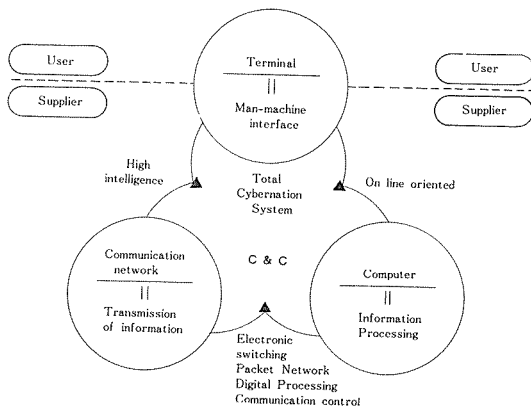 User
Supplier
Terminal
||
Man-machine
interface
User
Supplier
High
intelligence
Total
Cybernation
System
On line oriented
Communication
network
||
Transmission
of information
C & C
Computer
||
Information
Processing
Electronic
switching
Packet Network
Digital Processing
Communication control